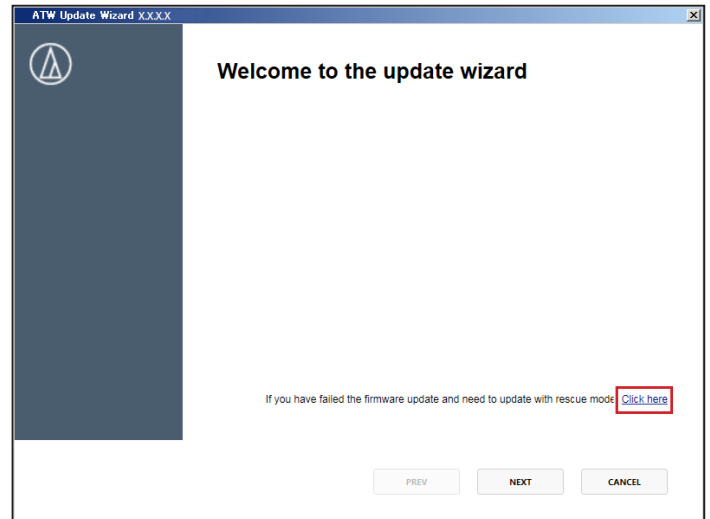 ATW Update Wizard X.X.X.X
Welcome to the update wizard
If you have failed the firmware update and need to update with rescue mode Click here
PREV NEXT CANCEL